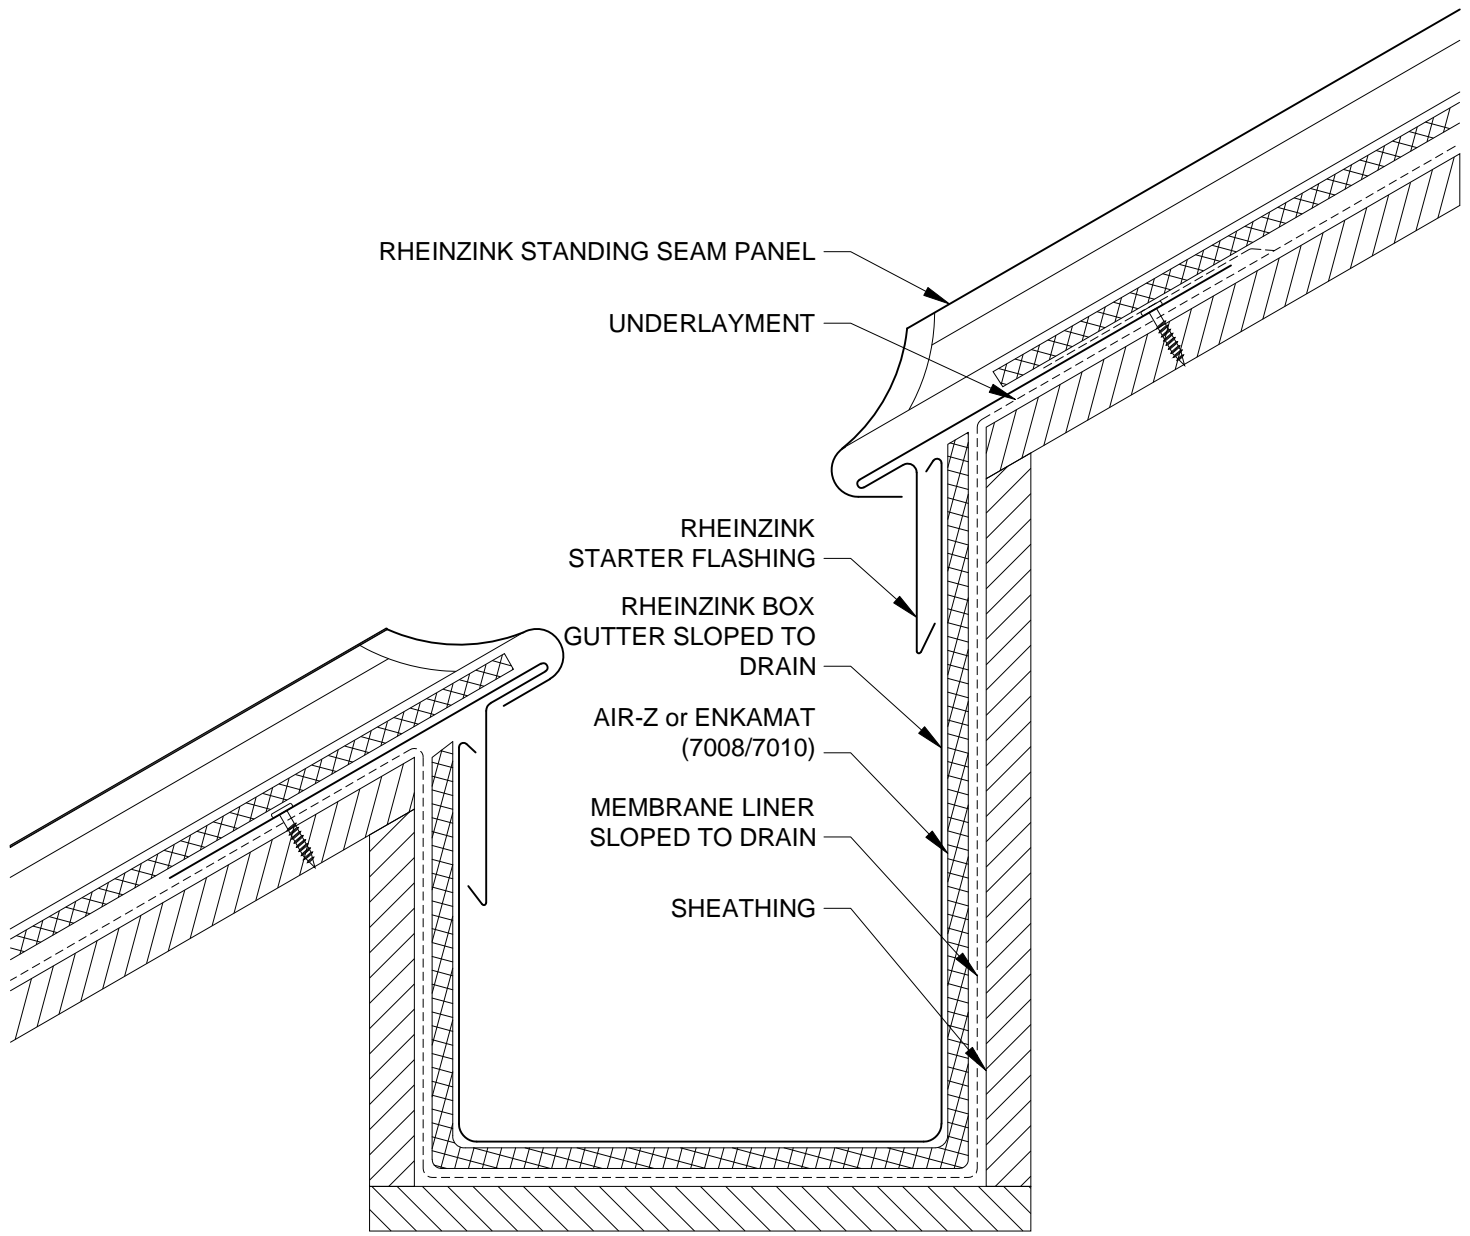 RHEINZINK STANDING SEAM PANEL
UNDERLAYMENT
RHEINZINK
STARTER FLASHING
RHEINZINK BOX
GUTTER SLOPED TO
DRAIN
AIR-Z or ENKAMAT
(7008/7010)
MEMBRANE LINER
SLOPED TO DRAIN
SHEATHING